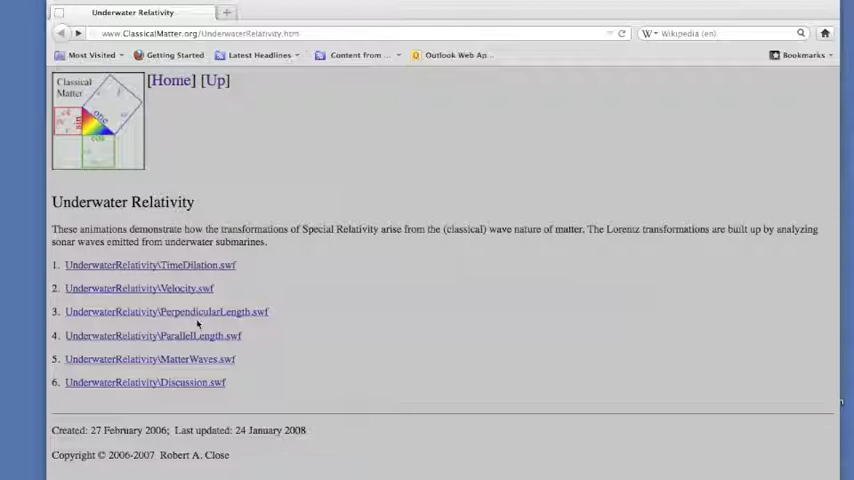 Underwater Relativity
www.ClassicalMatter.org/UnderwaterRelativity.htm
Wikipedia (en)
Most Visited
Getting Started
Latest Headlines
Content from ...
Outlook Web Ap...
Bookmarks
Classical
Matter
sin
one
cos
[Home] [Up]
Underwater Relativity
These animations demonstrate how the transformations of Special Relativity arise from the (classical) wave nature of matter. The Lorentz transformations are built up by analyzing
sonar waves emitted from underwater submarines.
1. UnderwaterRelativity\TimeDilation.swf
2. UnderwaterRelativity\Velocity.swf
3. UnderwaterRelativity\PerpendicularLength.swf
4. UnderwaterRelativity\ParallelLength.swf
5. UnderwaterRelativity\MatterWaves.swf
6. UnderwaterRelativity\Discussion.swf
Created: 27 February 2006; Last updated: 24 January 2008
Copyright © 2006-2007 Robert A. Close